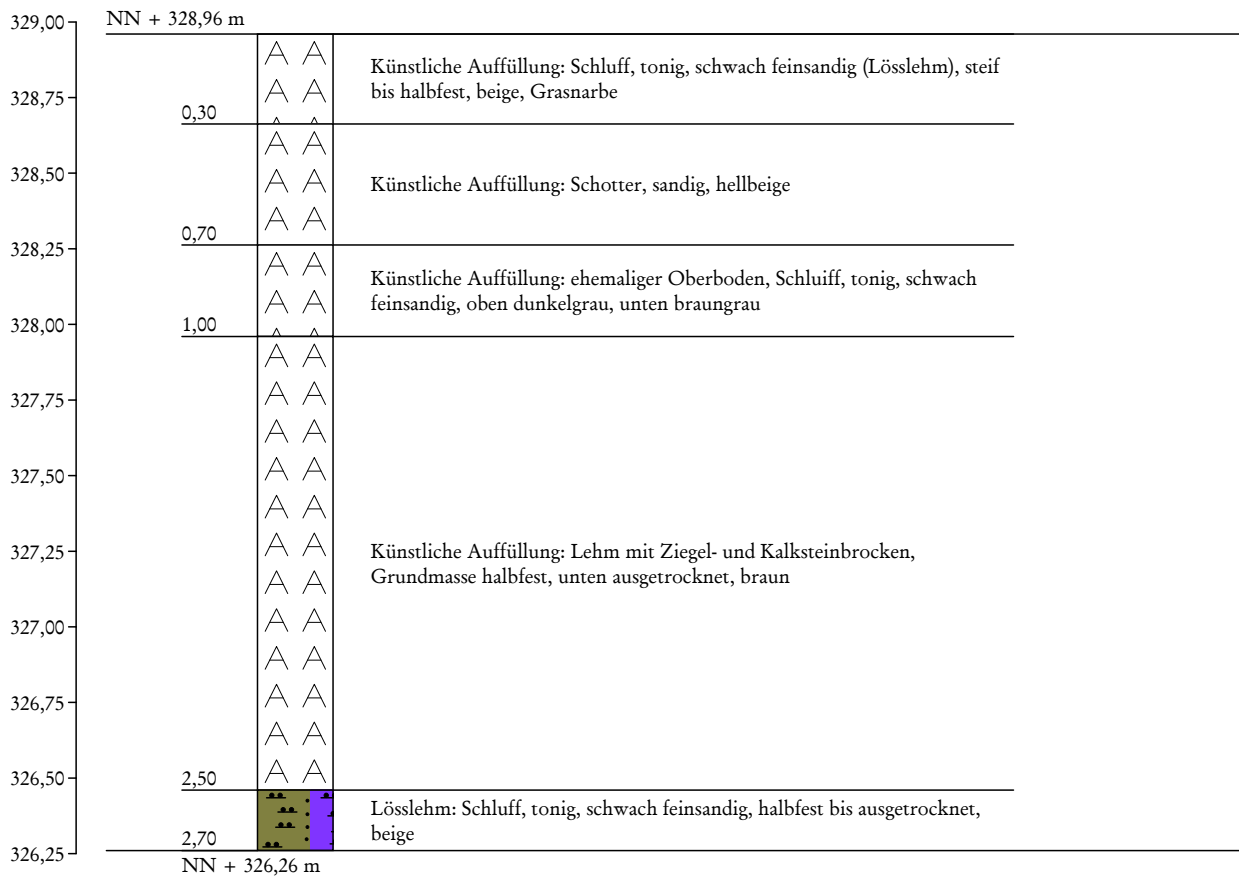 329,00
NN + 328,96 m
Künstliche Auffüllung: Schluff, tonig, schwach feinsandig (Lösslehm), steif
bis halbfest, beige, Grasnarbe
328,75
0,30
328,50
Künstliche Auffüllung: Schotter, sandig, hellbeige
0,70
328,25
Künstliche Auffüllung: ehemaliger Oberboden, Schluiff, tonig, schwach
feinsandig, oben dunkelgrau, unten braungrau
328,00
1,00
327,75
327,50
327,25
Künstliche Auffüllung: Lehm mit Ziegel- und Kalksteinbrocken,
Grundmasse halbfest, unten ausgetrocknet, braun
327,00
326,75
326,50
2,50
Lösslehm: Schluff, tonig, schwach feinsandig, halbfest bis ausgetrocknet,
beige
2,70
326,25
NN + 326,26 m